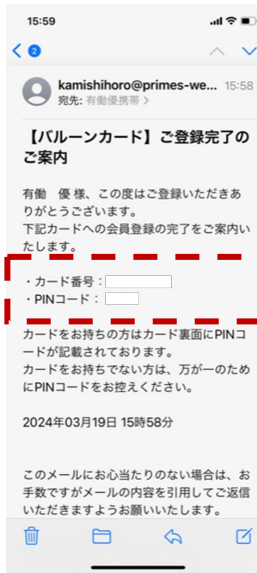 15:59
2
kamishihoro@primes-we... 15:58
宛先: 有働優携帯 >
【バルーンカード】ご登録完了の
ご案内
有働　優 様、この度はご登録いただきあ
りがとうございます。
下記カードへの会員登録の完了をご案内い
たします。
・カード番号：
・PINコード：
カードをお持ちの方はカード裏面にPINコ
ードが記載されております。
カードをお持ちでない方は、万が一のため
にPINコードをお控えください。
2024年03月19日 15時58分
このメールにお心当たりのない場合は、お
手数ですがメールの内容を引用してご返信
いただきますようお願いいたします。